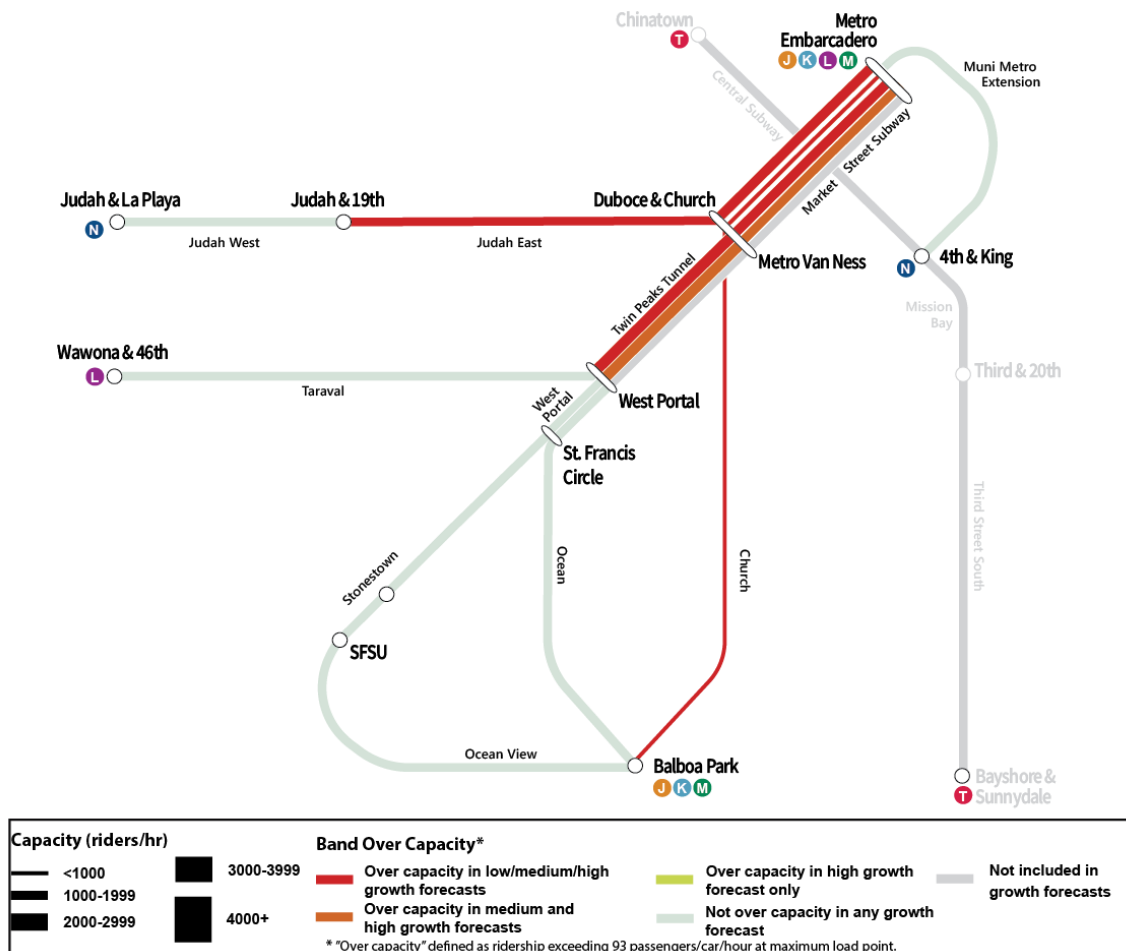 Chinatown
T
Metro
Embarcadero
J K L M
Muni Metro
Extension
Central Subway
Market Street Subway
Judah & La Playa
N
Judah & 19th
Duboce & Church
Judah West
Judah East
Metro Van Ness
4th & King
N
Twin Peaks Tunnel
Mission
Bay
Wawona & 46th
L
Third & 20th
Taraval
West Portal
West
Portal
St. Francis
Circle
Third Street South
Ocean
Church
Stonestown
SFSU
Ocean View
Balboa Park
J K M
Bayshore &
Sunnydale
T
Capacity (riders/hr)
<1000
1000-1999
2000-2999
3000-3999
4000+
Band Over Capacity*
Over capacity in low/medium/high
growth forecasts
Over capacity in medium and
high growth forecasts
Over capacity in high growth
forecast only
Not over capacity in any growth
forecast
Not included in
growth forecasts
* "Over capacity" defined as ridership exceeding 93 passengers/car/hour at maximum load point.